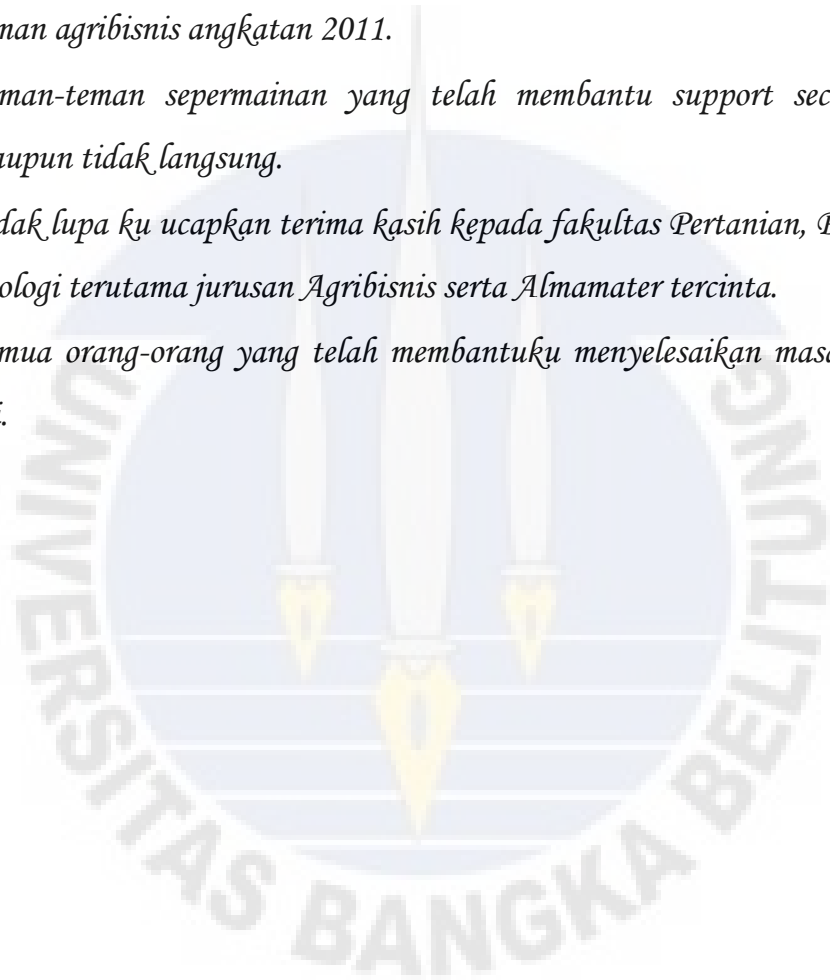 man agribisnis angkatan 2011.
man-teman sepermainan yang telah membantu support sec
aupun tidak langsung.
dak lupa ku ucapkan terima kasih kepada fakultas Pertanian,
ologi terutama jurusan Agribisnis serta Almamater tercinta.
mua orang-orang yang telah membantuku menyelesaikan mas
UNIVERSITAS BANGKA BELITUNG